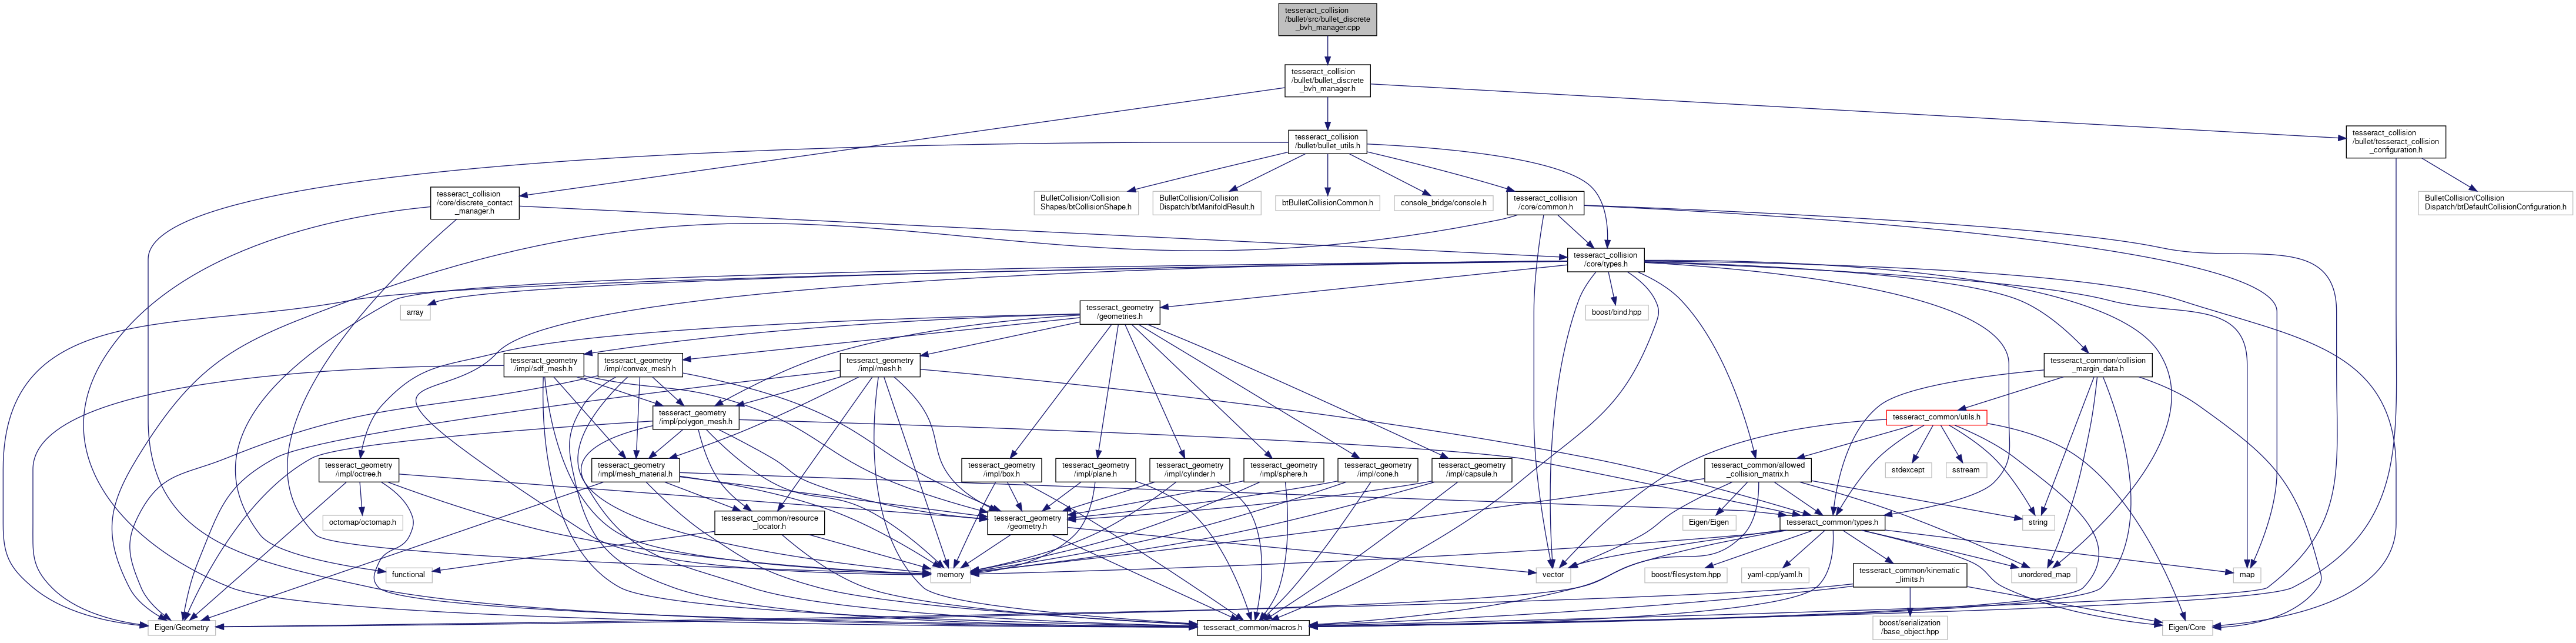 tesseract_collision
/bullet/src/bullet_discrete
_bvh_manager.cpp
tesseract_collision
/bullet/bullet_discrete
_bvh_manager.h
tesseract_collision
/bullet/bullet_utils.h
tesseract_collision
/bullet/tesseract_collision
_configuration.h
tesseract_collision
/core/discrete_contact
_manager.h
BulletCollision/Collision
Shapes/btCollisionShape.h
BulletCollision/Collision
Dispatch/btManifoldResult.h
btBulletCollisionCommon.h
console_bridge/console.h
tesseract_collision
/core/common.h
BulletCollision/Collision
Dispatch/btDefaultCollisionConfiguration.h
tesseract_collision
/core/types.h
array
tesseract_geometry
/geometries.h
boost/bind.hpp
tesseract_geometry
/impl/sdf_mesh.h
tesseract_geometry
/impl/convex_mesh.h
tesseract_geometry
/impl/mesh.h
tesseract_common/collision
_margin_data.h
tesseract_geometry
/impl/polygon_mesh.h
tesseract_common/utils.h
tesseract_geometry
/impl/octree.h
tesseract_geometry
/impl/mesh_material.h
tesseract_geometry
/impl/box.h
tesseract_geometry
/impl/plane.h
tesseract_geometry
/impl/cylinder.h
tesseract_geometry
/impl/sphere.h
tesseract_geometry
/impl/cone.h
tesseract_geometry
/impl/capsule.h
tesseract_common/allowed
_collision_matrix.h
stdexcept
sstream
octomap/octomap.h
tesseract_common/resource
_locator.h
tesseract_geometry
/geometry.h
Eigen/Eigen
tesseract_common/types.h
string
functional
memory
vector
boost/filesystem.hpp
yaml-cpp/yaml.h
tesseract_common/kinematic
_limits.h
unordered_map
map
Eigen/Geometry
tesseract_common/macros.h
boost/serialization
/base_object.hpp
Eigen/Core